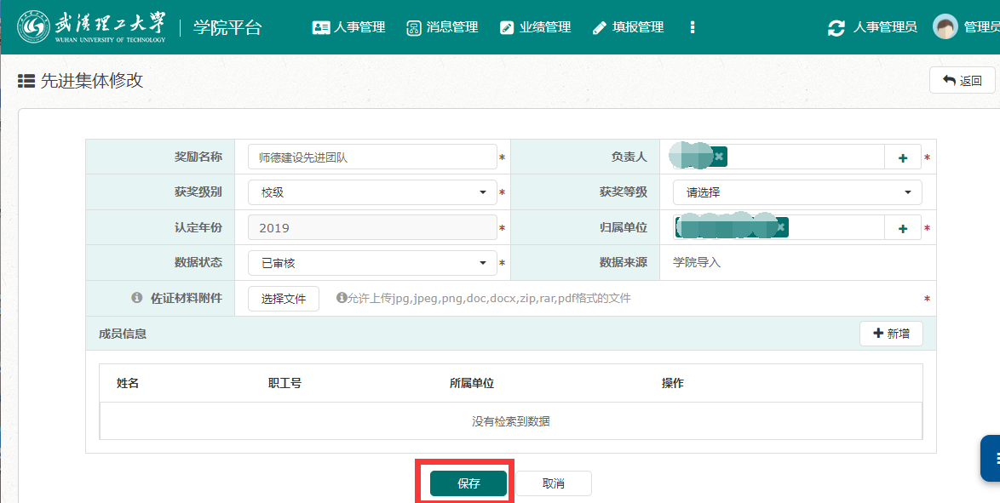 武汉理工大学 学院平台 人事管理 消息管理 业绩管理 填报管理 人事管理员 管理员
WUHAN UNIVERSITY OF TECHNOLOGY
先进集体修改 返回
奖励名称 师德建设先进团队 * 负责人 *
获奖级别 校级 * 获奖等级 请选择
认定年份 2019 * 归属单位 *
数据状态 已审核 * 数据来源 学院导入
佐证材料附件 选择文件 允许上传jpg,jpeg,png,doc,docx,zip,rar,pdf格式的文件 *
成员信息 新增
姓名 职工号 所属单位 操作
没有检索到数据
保存 取消